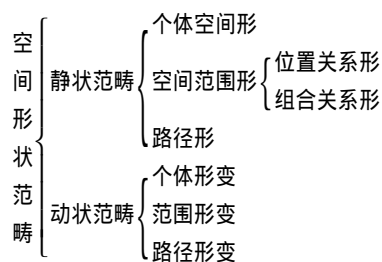 空间形状范畴
静状范畴
个体空间形
空间范围形
位置关系形
组合关系形
路径形
动状范畴
个体形变
范围形变
路径形变